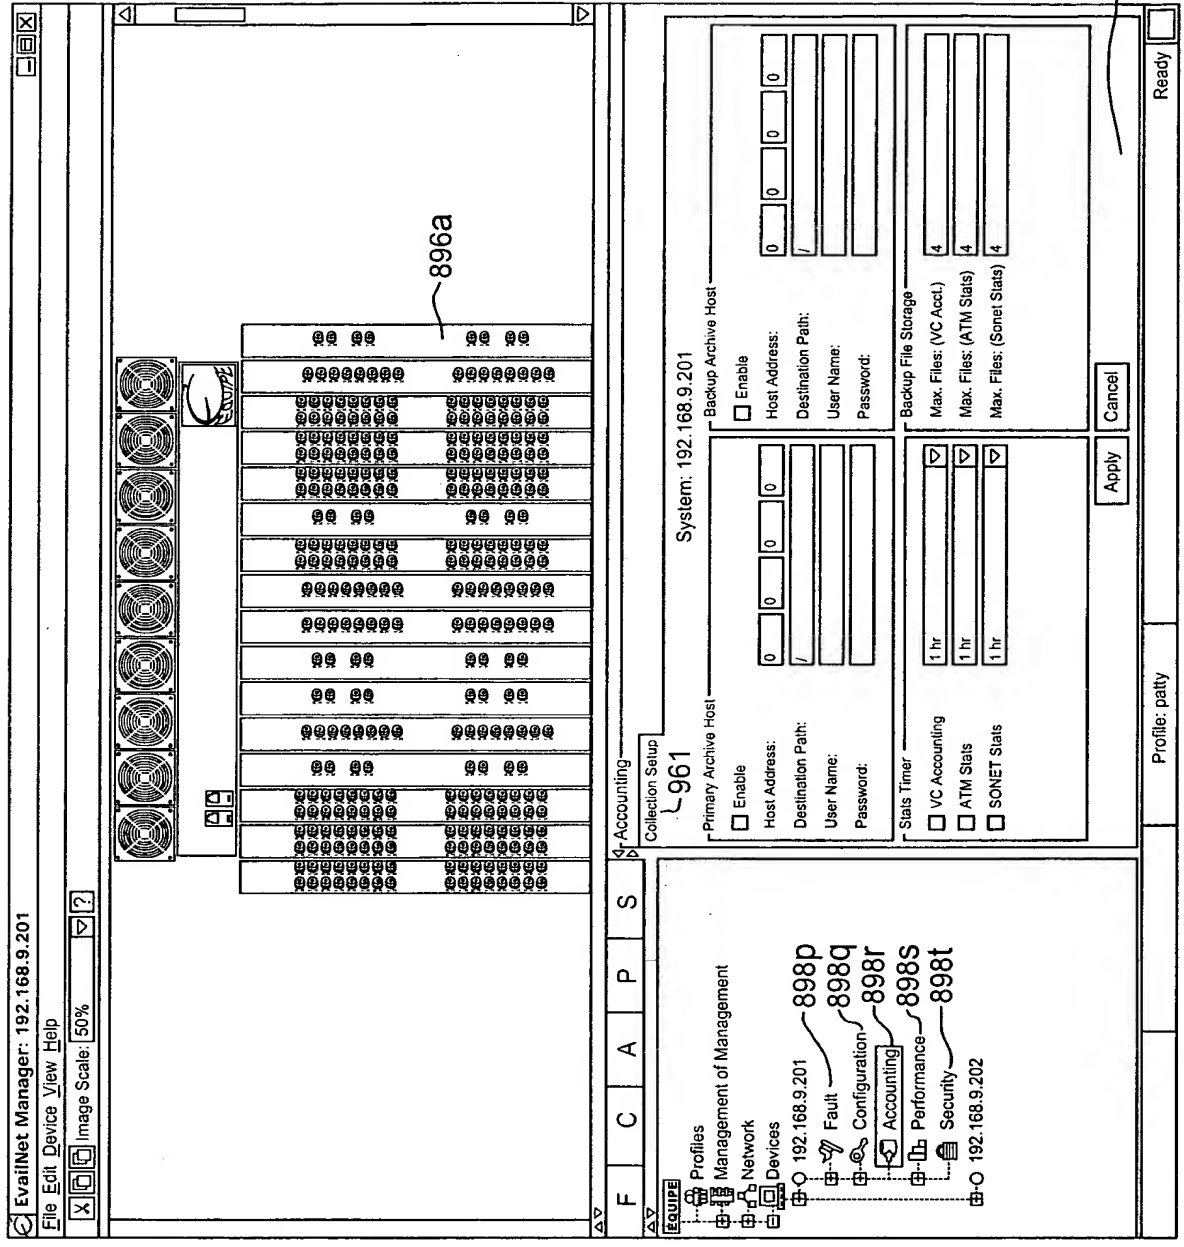 EvailNet Manager: 192.168.9.201
File Edit Device View Help
X Image Scale: 50% ?
EQUIPE
896a
F C A P S
EQUIPE
Profiles
Management of Management
Network
Devices
192.168.9.201
Fault
Configuration
Accounting
Performance
Security
192.168.9.202
898p
898q
898r
898s
898t
Accounting
Collection Setup
System: 192.168.9.201
961
Primary Archive Host
Enable
Host Address: 0 0 0 0
Destination Path: /
User Name:
Password:
Backup Archive Host
Enable
Host Address: 0 0 0 0
Destination Path: /
User Name:
Password:
Stats Timer
VC Accounting 1 hr
ATM Stats 1 hr
SONET Stats 1 hr
Backup File Storage
Max. Files: (VC Acct.) 4
Max. Files: (ATM Stats) 4
Max. Files: (Sonet Stats) 4
Apply Cancel
Profile: patty
Ready